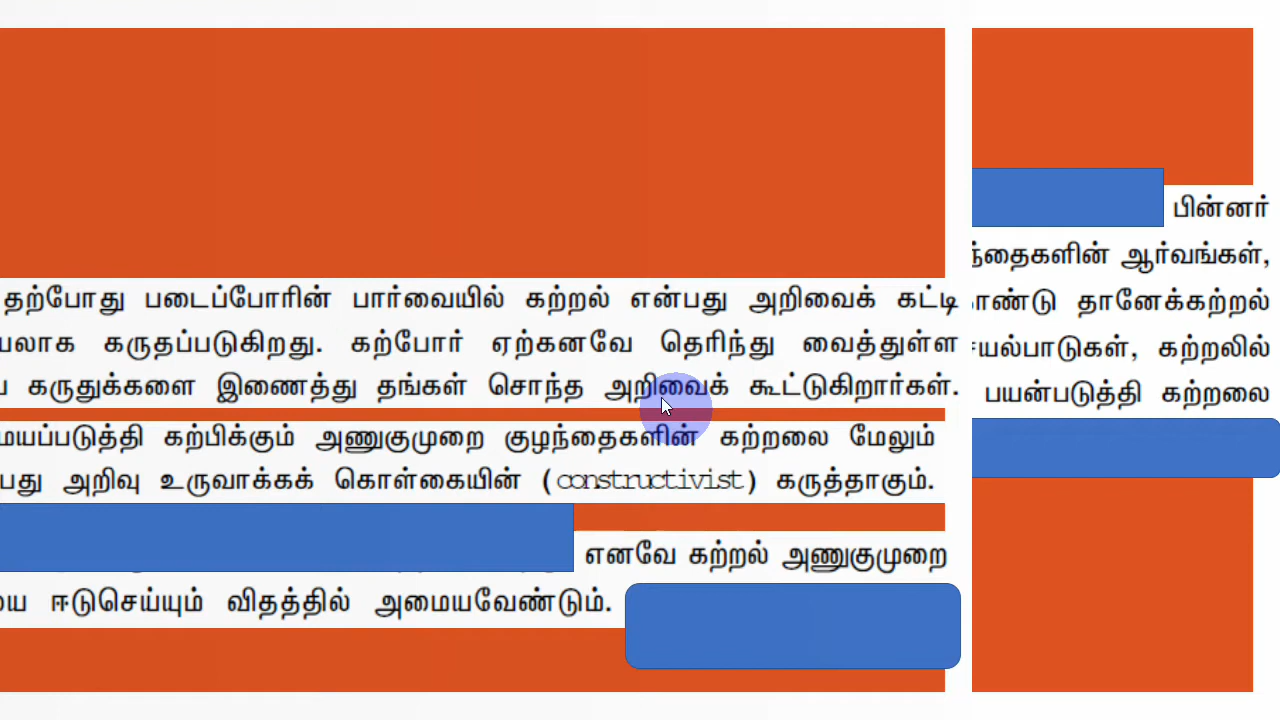 தற்போது படைப்போரின் பார்வையில் கற்றல் என்பது அறிவைக் கட்டி
கருதப்படுகிறது. கற்போர் ஏற்கனவே தெரிந்து வைத்துள்ள
கருதுக்களை இணைத்து தங்கள் சொந்த அறிவைக் கூட்டுகிறார்கள்.
மயப்படுத்தி கற்பிக்கும் அணுகுமுறை குழந்தைகளின் கற்றலை மேலும்
பது அறிவு உருவாக்கக் கொள்கையின் (constructivist) கருத்தாகும்.
எனவே கற்றல் அணுகுமுறை
ஈடுசெய்யும் விதத்தில் அமையவேண்டும்.
பின்னர்
ந்தைகளின் ஆர்வங்கள்,
தானேக்கற்றல்
யல்பாடுகள், கற்றலில்
பயன்படுத்தி கற்றலை